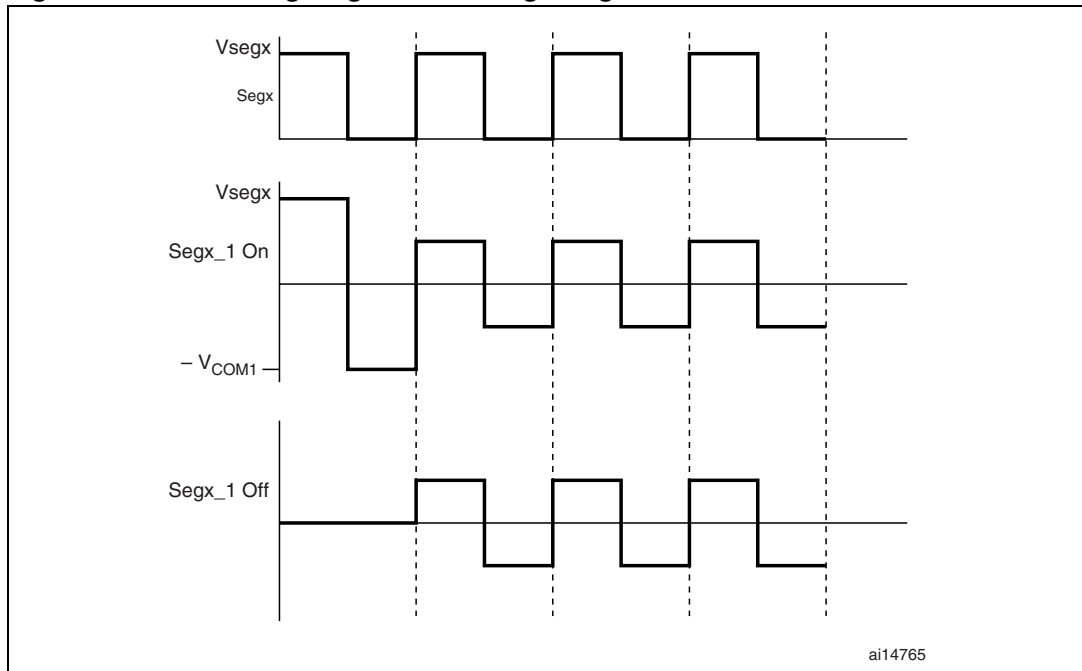 Vsegx
Segx
Vsegx
Segx_1 On
– VCOM1
Segx_1 Off
ai14765